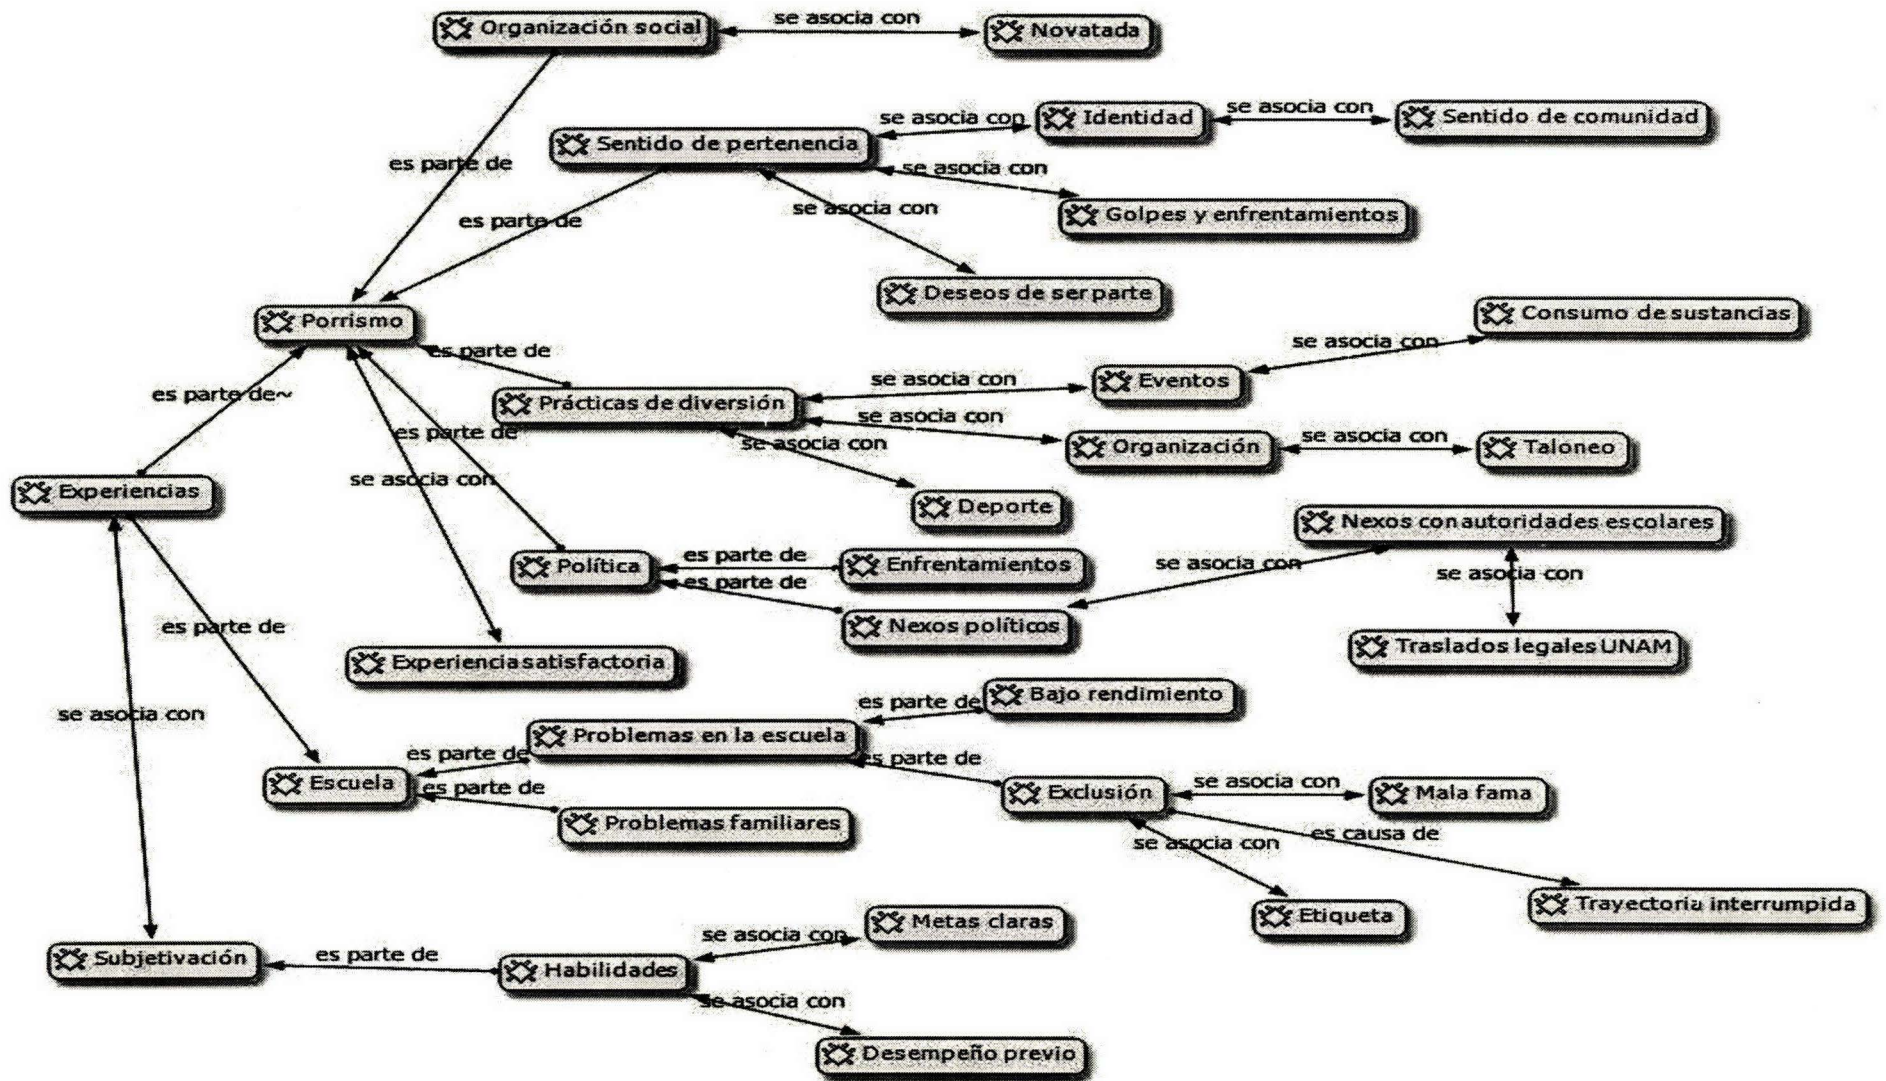 se asocia con
Organización social
Novatada
se asocia con
Identidad
se asocia con
Sentido de comunidad
Sentido de pertenencia
es parte de
se asocia con
es parte de
se asocia con
Golpes y enfrentamientos
Deseos de ser parte
Consumo de sustancias
Porrismo
es parte de
se asocia con
se asocia con
Eventos
es parte de~
Prácticas de diversión
se asocia con
es parte de
se asocia con
Organización
se asocia con
Taloneo
se asocia con
Experiencias
Deporte
Nexos con autoridades escolares
Política
es parte de
Enfrentamientos
se asocia con
se asocia con
es parte de
Nexos políticos
es parte de
Traslados legales UNAM
Experiencia satisfactoria
es parte de
Bajo rendimiento
se asocia con
Problemas en la escuela
es parte de
es parte de
Escuela
es parte de
Exclusión
se asocia con
Mala fama
Problemas familiares
se asocia con
es causa de
Etiqueta
Trayectoria interrumpida
Metas claras
se asocia con
Subjetivación
es parte de
Habilidades
se asocia con
Desempeño previo